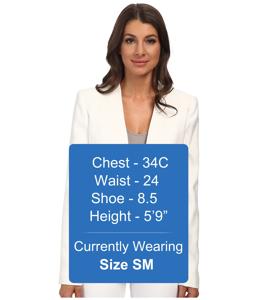 Chest - 34C
Waist - 24
Shoe - 8.5
Height - 5’9”
Currently Wearing
Size SM